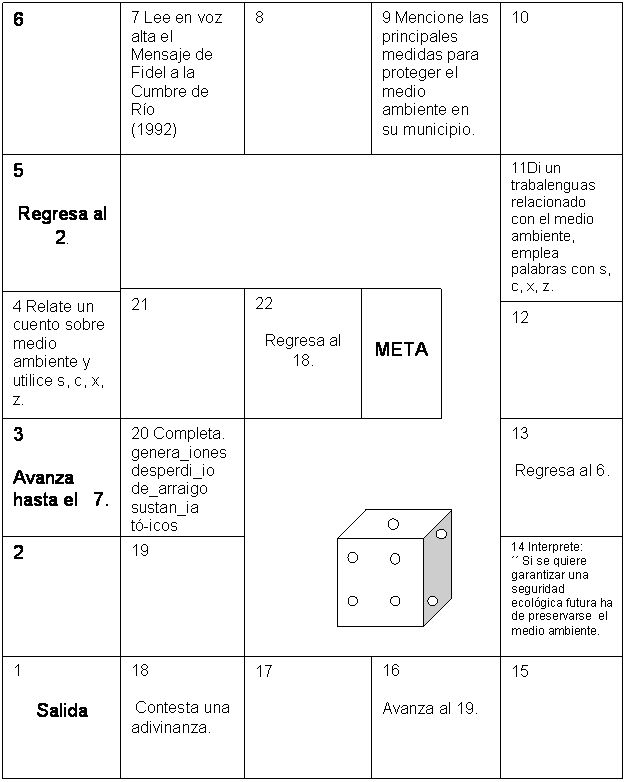 6
7 Lee en voz
alta el
Mensaje de
Fidel a la
Cumbre de
Río
(1992)
8
9 Mencione las
principales
medidas para
proteger el
medio
ambiente en
su municipio.
10
5
Regresa al
2.
11Di un
trabalenguas
relacionado
con el medio
ambiente,
emplea
palabras con s,
c, x, z.
4 Relate un
cuento sobre
medio
ambiente y
utilice s, c, x,
z.
21
22
Regresa al
18.
META
12
3
Avanza
hasta el 7.
20 Completa.
genera_iones
desperdi_io
de_arraigo
sustan_ia
tó-icos
13
Regresa al 6.
2
19
14 Interprete:
´´ Si se quiere
garantizar una
seguridad
ecológica futura ha
de preservarse el
medio ambiente.
1
Salida
18
Contesta una
adivinanza.
17
16
Avanza al 19.
15